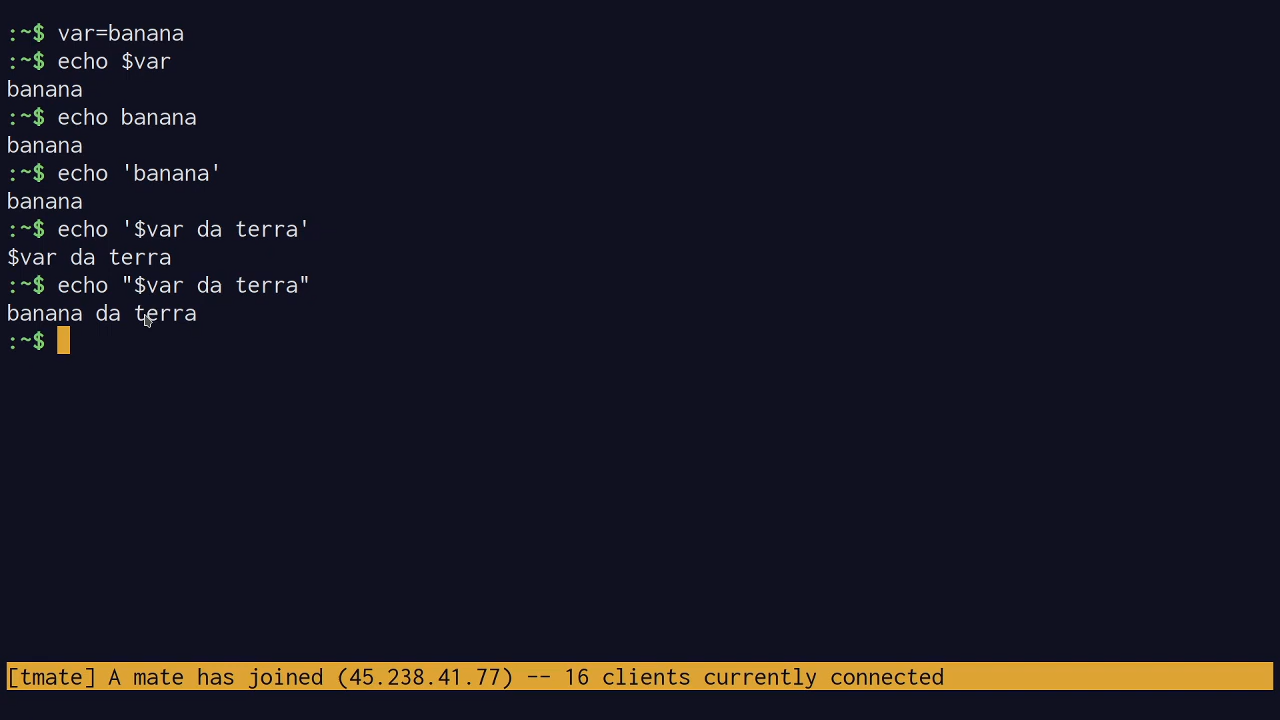 :~$ var=banana
:~$ echo $var
banana
:~$ echo banana
banana
:~$ echo 'banana'
banana
:~$ echo '$var da terra'
$var da terra
:~$ echo "$var da terra"
banana da terra
:~$
[tmate] A mate has joined (45.238.41.77) -- 16 clients currently connected